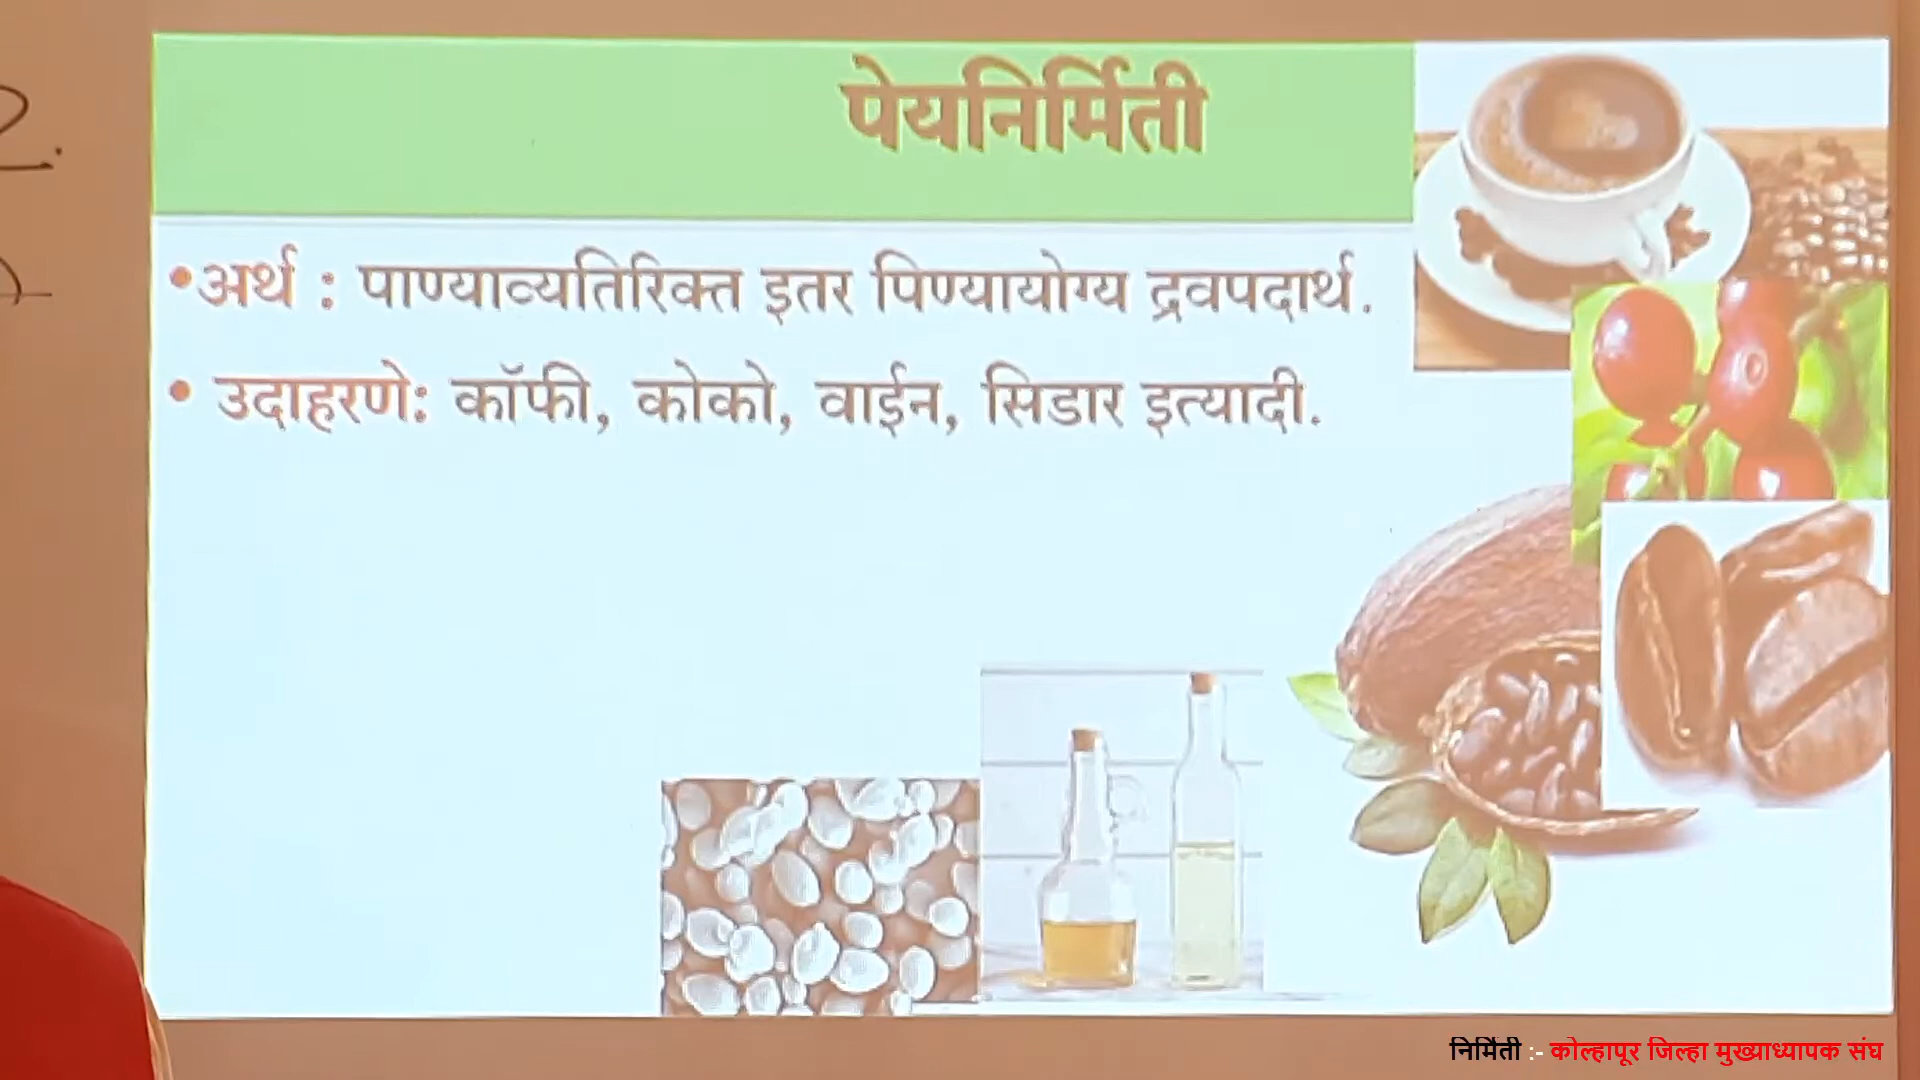 पेयनिर्मिती
•अर्थ : पाण्याव्यतिरिक्त इतर पिण्यायोग्य द्रवपदार्थ.
• उदाहरणे: कॉफी, कोको, वाईन, सिडार इत्यादी.
निर्मिती :- कोल्हापूर जिल्हा मुख्याध्यापक संघ